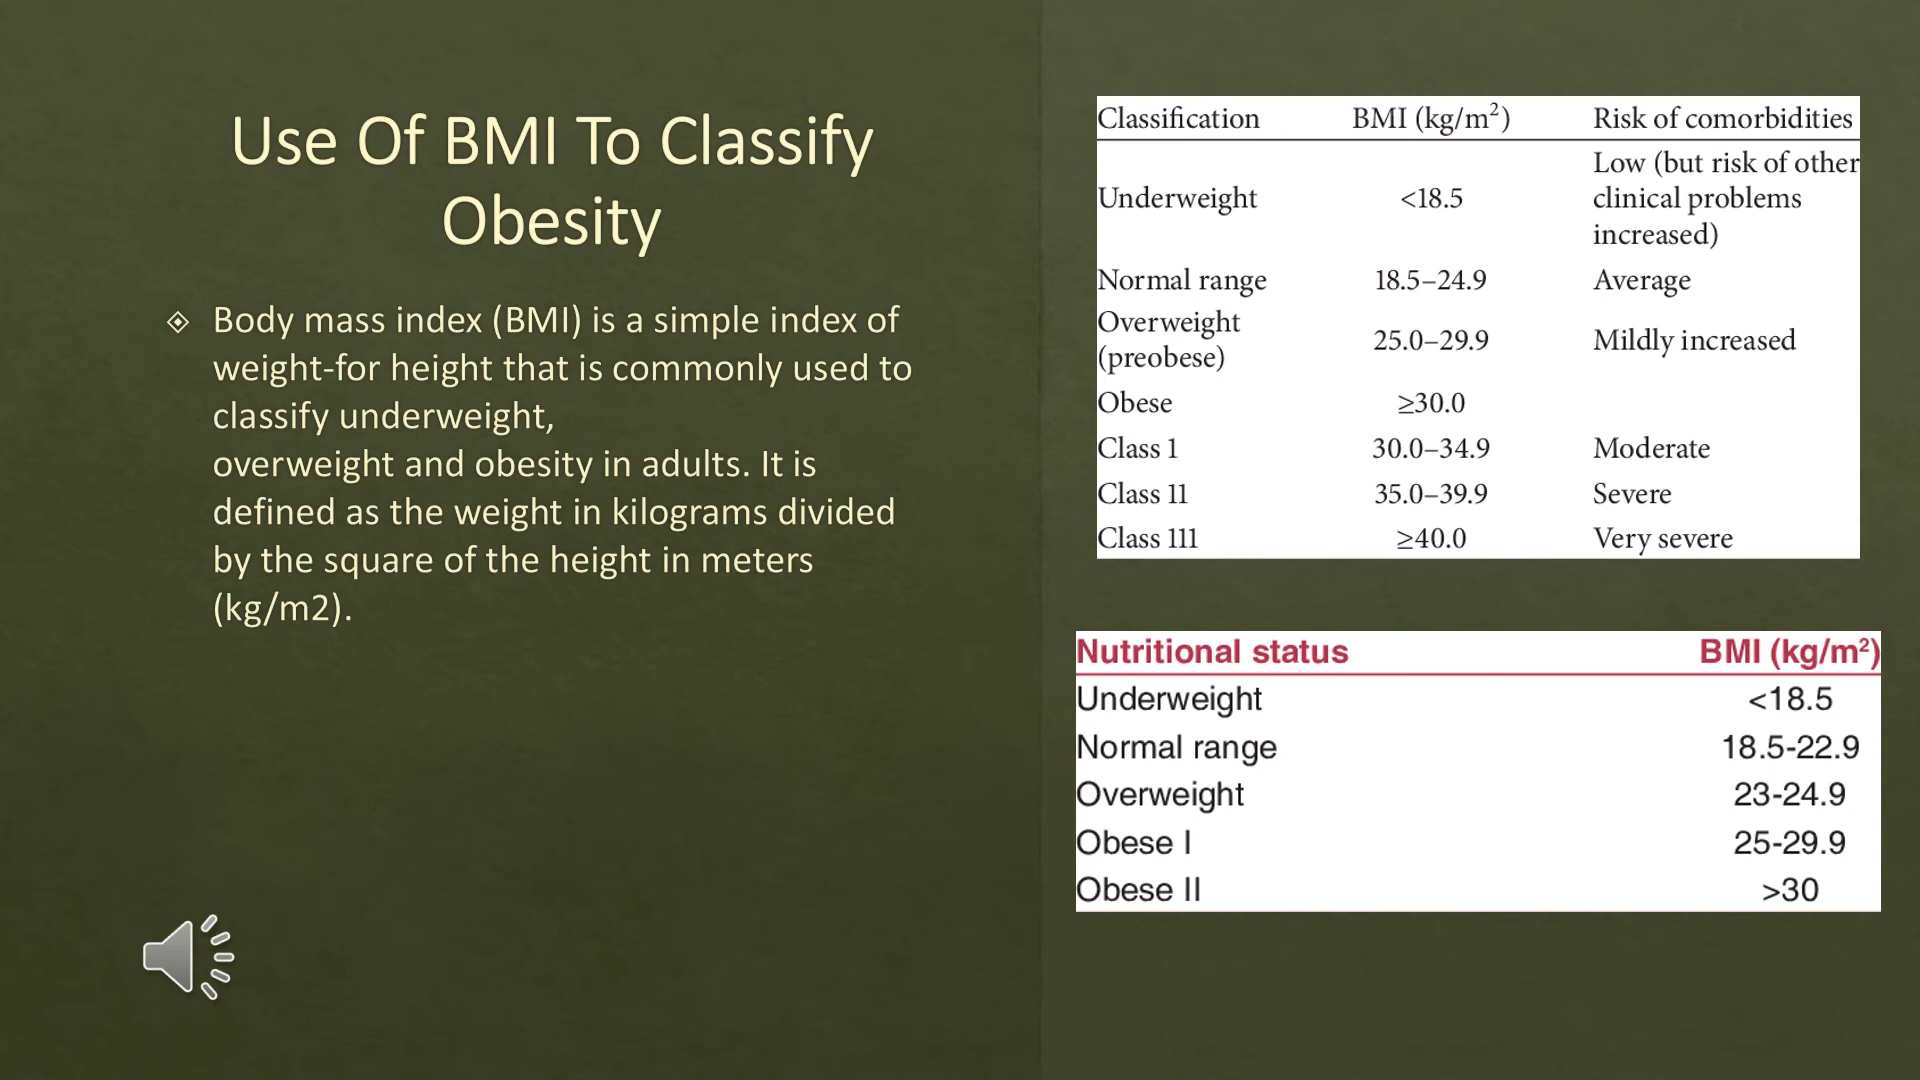 Use Of BMI To Classify
Obesity
Body mass index (BMI) is a simple index of
weight-for height that is commonly used to
classify underweight,
overweight and obesity in adults. It is
defined as the weight in kilograms divided
by the square of the height in meters
(kg/m2).
Classification BMI (kg/m²) Risk of comorbidities
Underweight <18.5 Low (but risk of other
clinical problems
increased)
Normal range 18.5–24.9 Average
Overweight
(preobese) 25.0–29.9 Mildly increased
Obese ≥30.0
Class 1 30.0–34.9 Moderate
Class 11 35.0–39.9 Severe
Class 111 ≥40.0 Very severe
Nutritional status BMI (kg/m²)
Underweight <18.5
Normal range 18.5-22.9
Overweight 23-24.9
Obese I 25-29.9
Obese II >30